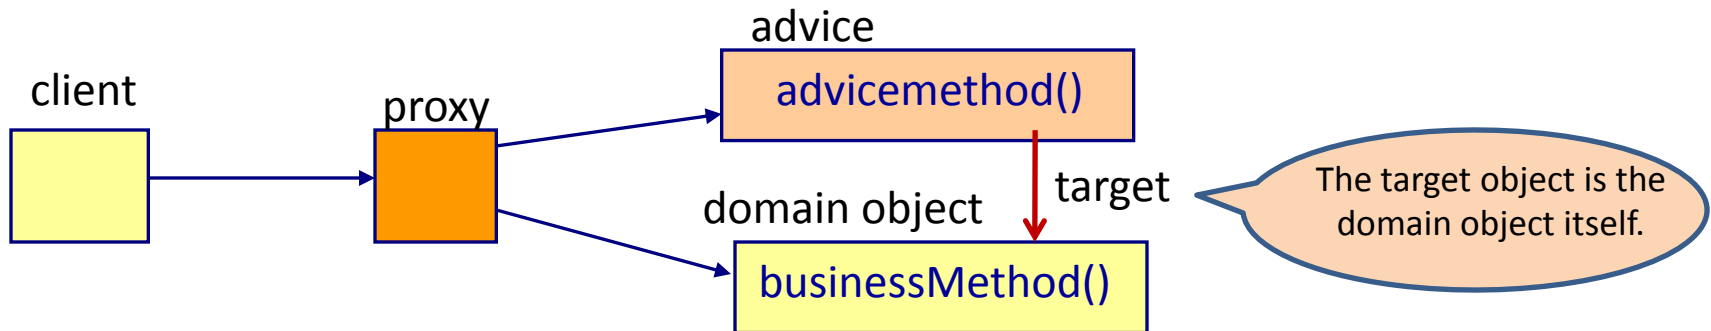 advice
client
advicemethod()
proxy
The target object is the
target
domain object
domain object itself.
businessMethod()